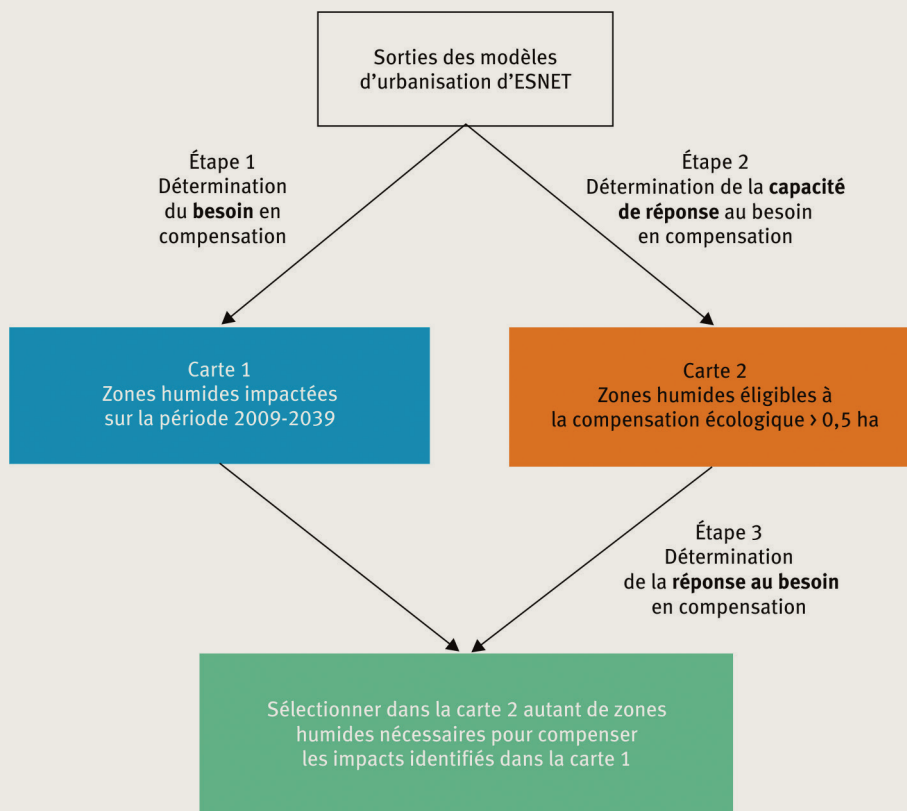 Sorties des modèles
d’urbanisation d’ESNET
Étape 1
Détermination
du besoin en
compensation
Étape 2
Détermination de la capacité
de réponse au besoin
en compensation
Carte 1
Zones humides impactées
sur la période 2009-2039
Carte 2
Zones humides éligibles à
la compensation écologique > 0,5 ha
Étape 3
Détermination
de la réponse au besoin
en compensation
Sélectionner dans la carte 2 autant de zones
humides nécessaires pour compenser
les impacts identifiés dans la carte 1